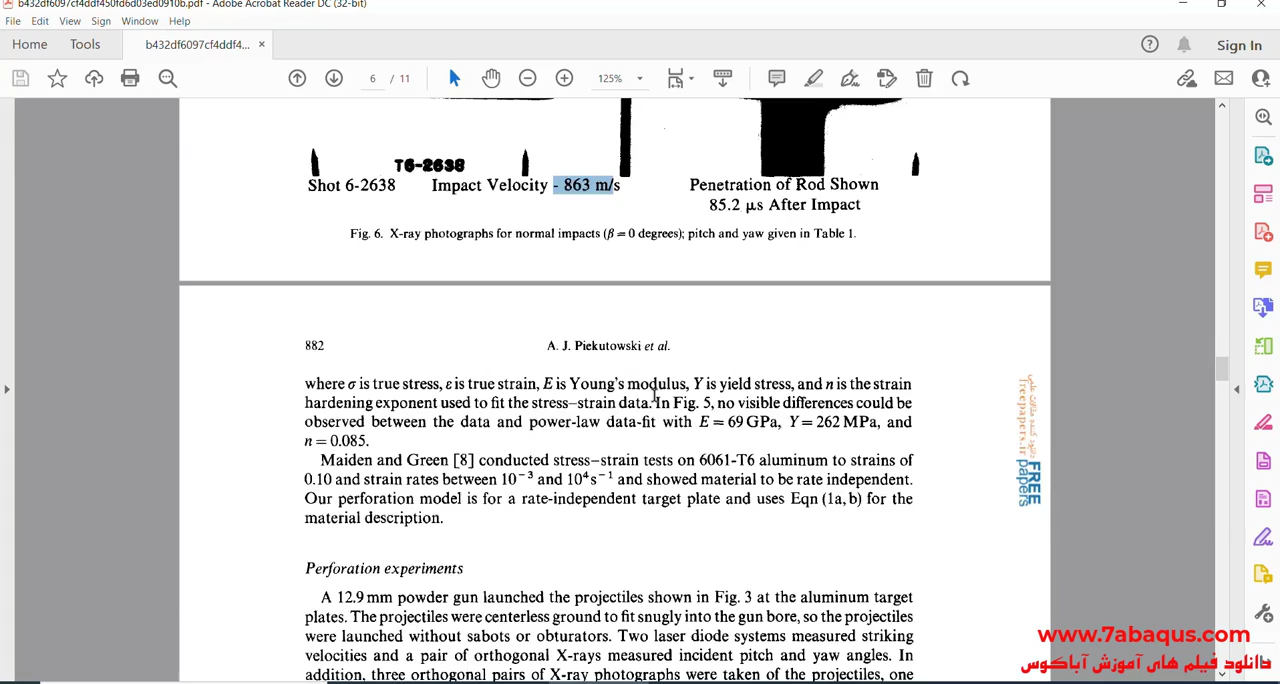 b432df6097cf4ddf450fd6d03ed0910b.pdf - Adobe Acrobat Reader DC (32-bit)
File Edit View Sign Window Help
Home Tools b432df6097cf4ddf4... × Sign In
6 / 11 125%
T6-2638
Shot 6-2638 Impact Velocity - 863 m/s Penetration of Rod Shown
85.2 µs After Impact
Fig. 6. X-ray photographs for normal impacts (β = 0 degrees); pitch and yaw given in Table 1.
882 A. J. Piekutowski et al.
where σ is true stress, ε is true strain, E is Young's modulus, Y is yield stress, and n is the strain
hardening exponent used to fit the stress–strain data. In Fig. 5, no visible differences could be
observed between the data and power-law data-fit with E = 69 GPa, Y = 262 MPa, and
n = 0.085.
Maiden and Green [8] conducted stress–strain tests on 6061-T6 aluminum to strains of
0.10 and strain rates between 10⁻³ and 10⁴ s⁻¹ and showed material to be rate independent.
Our perforation model is for a rate-independent target plate and uses Eqn (1a, b) for the
material description.
Perforation experiments
A 12.9 mm powder gun launched the projectiles shown in Fig. 3 at the aluminum target
plates. The projectiles were centerless ground to fit snugly into the gun bore, so the projectiles
were launched without sabots or obturators. Two laser diode systems measured striking
velocities and a pair of orthogonal X-rays measured incident pitch and yaw angles. In
addition, three orthogonal pairs of X-ray photographs were taken of the projectiles, one
freepapers.ir
FREE
papers
www.7abaqus.com
دانلود فیلم های آموزش آباکوس